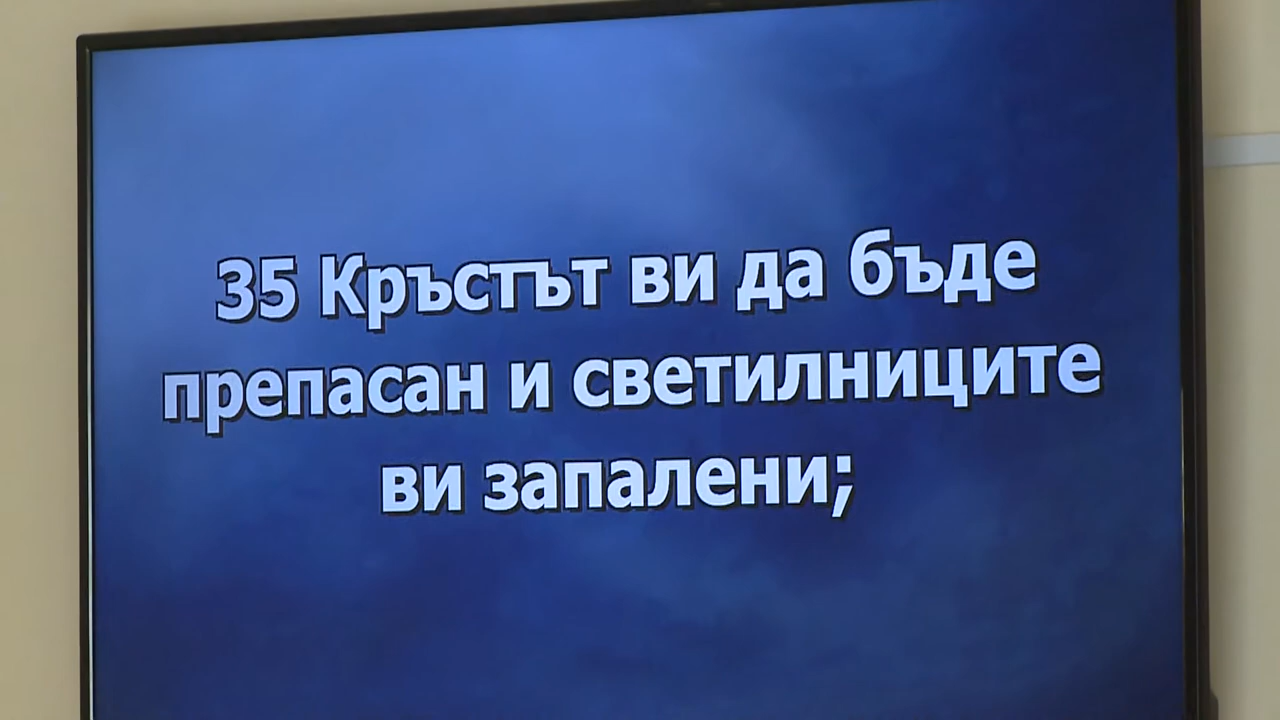 35 Кръстът ви да бъде
препасан и светилниците
ви запалени;